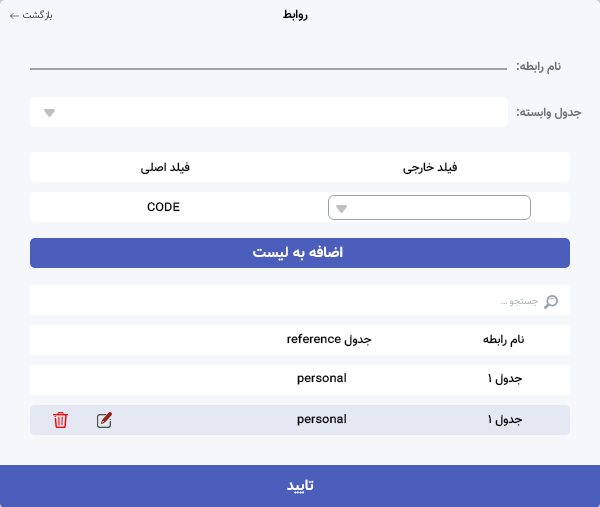 روابط
بازگشت ←
نام رابطه:
جدول وابسته:
فیلد خارجی فیلد اصلی
CODE
اضافه به لیست
جستجو ...
نام رابطه جدول reference
جدول ۱ personal
جدول ۱ personal
تایید